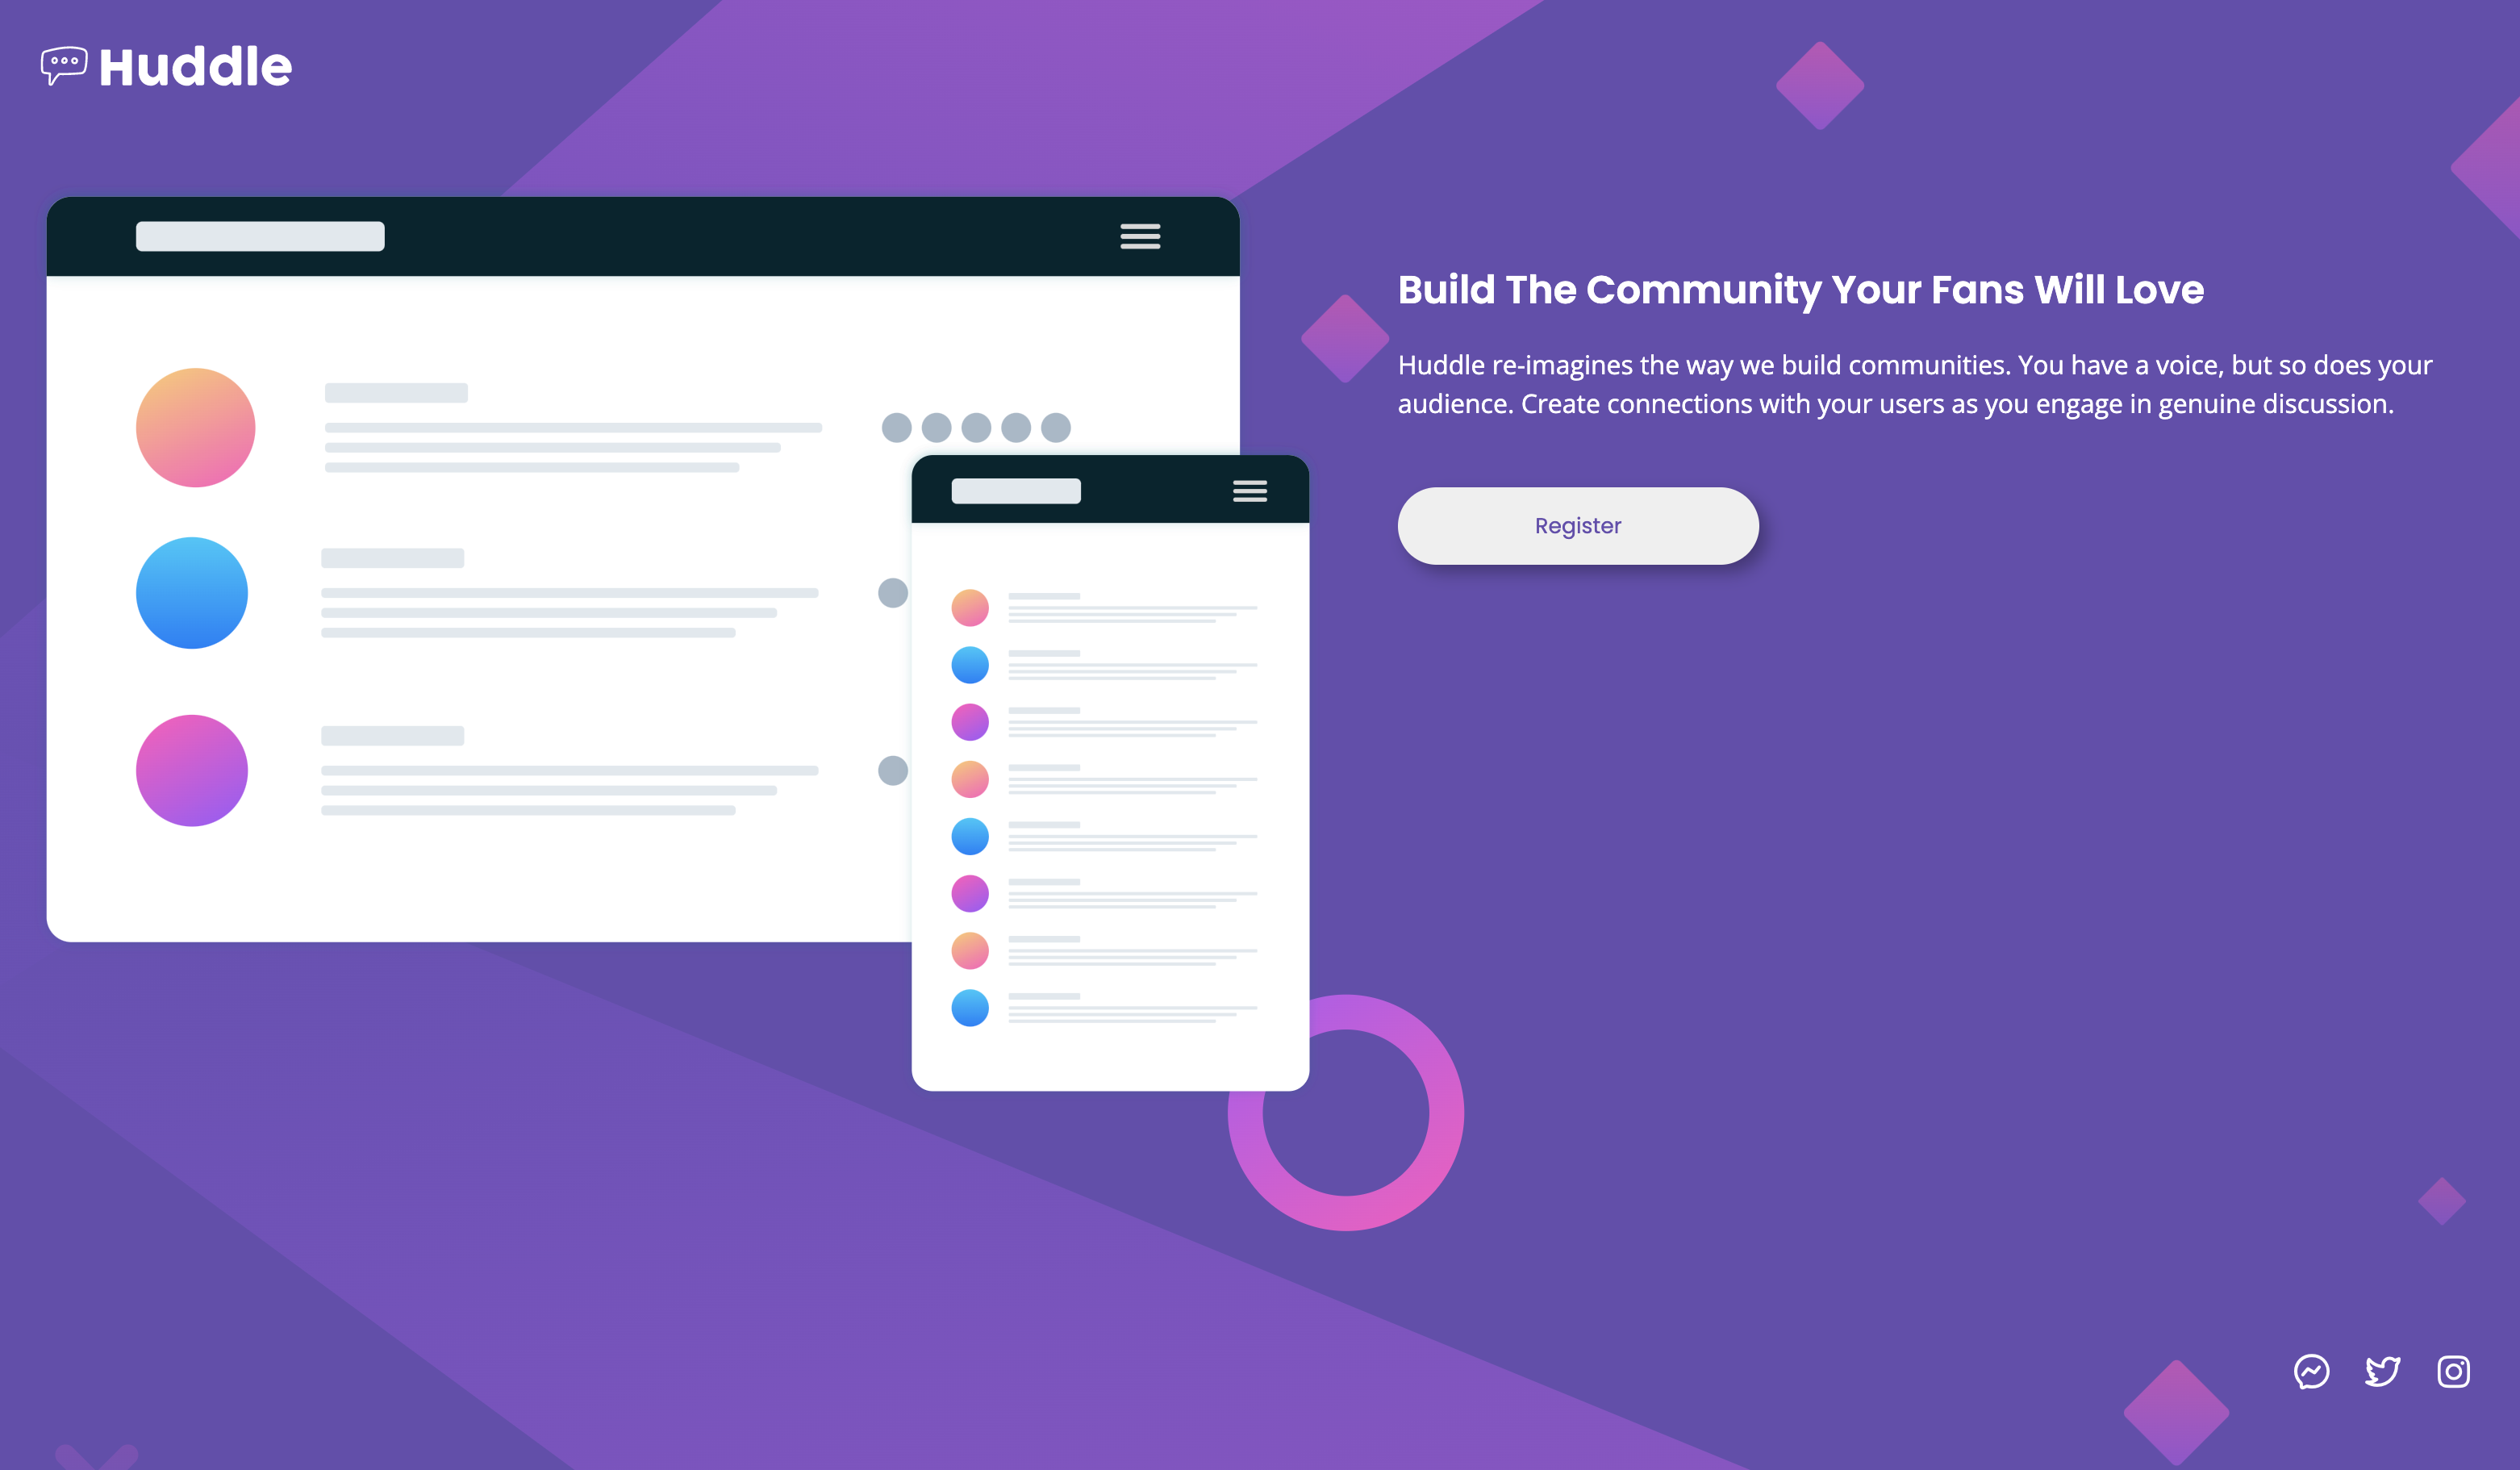 Huddle
Build The Community Your Fans Will Love
Huddle re-imagines the way we build communities. You have a voice, but so does your
audience. Create connections with your users as you engage in genuine discussion.
Register